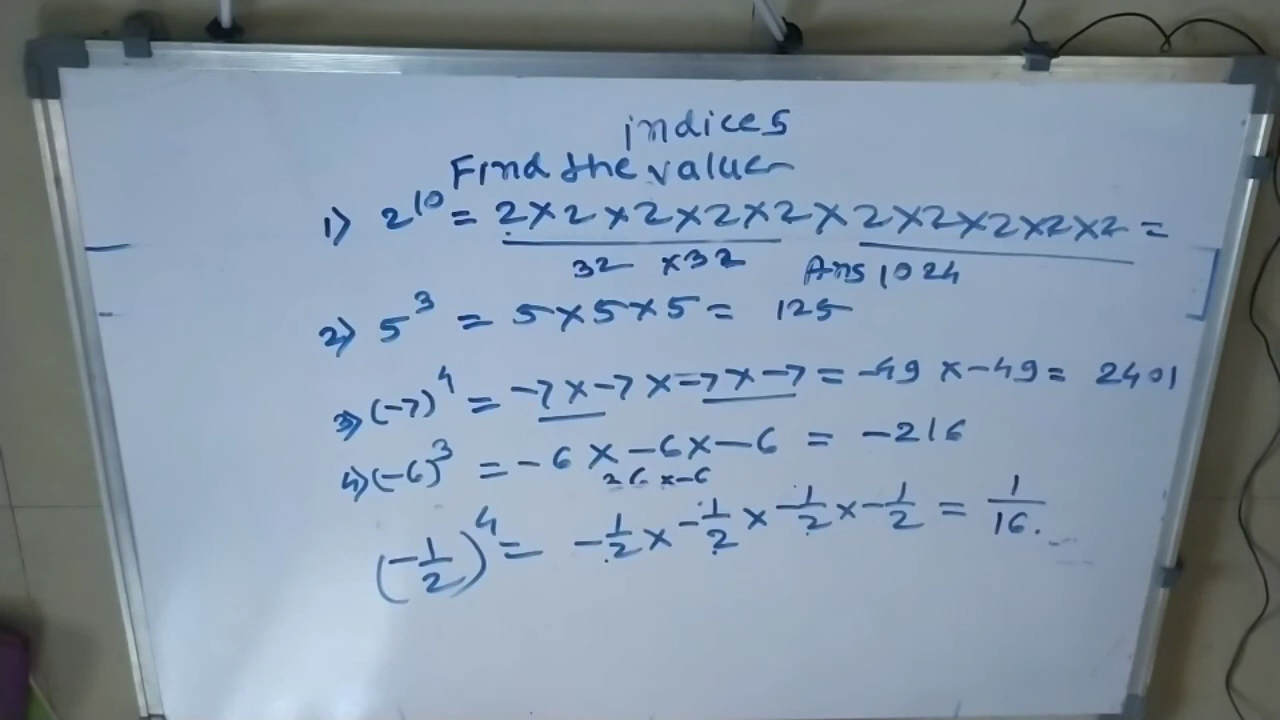 indices
Find the value
1) 2^10 = 2×2×2×2×2×2×2×2×2×2 =
32 ×32 Ans 1024
2) 5^3 = 5×5×5 = 125
3) (-7)^4 = -7×-7×-7×-7 = -49 × -49 = 2401
4) (-6)^3 = -6 × -6 × -6 = -216
36 ×-6
(-1/2)^4 = -1/2 × -1/2 × -1/2 × -1/2 = 1/16.